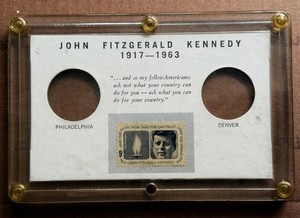 JOHN FITZGERALD KENNEDY
1917—1963
"...and so my fellow Americans:
ask not what your country can
do for you — ask what you can
do for your country."
PHILADELPHIA
DENVER
5